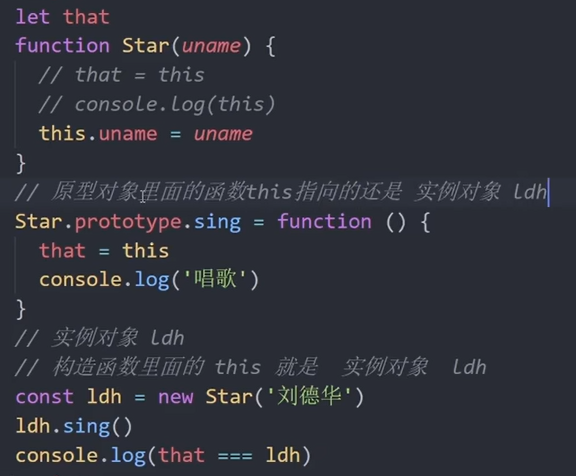 let that
function Star(uname) {
  // that = this
  // console.log(this)
  this.uname = uname
}
// 原型对象里面的函数this指向的还是 实例对象 ldh
Star.prototype.sing = function () {
  that = this
  console.log('唱歌')
}
// 实例对象 ldh
// 构造函数里面的 this 就是  实例对象  ldh
const ldh = new Star('刘德华')
ldh.sing()
console.log(that === ldh)